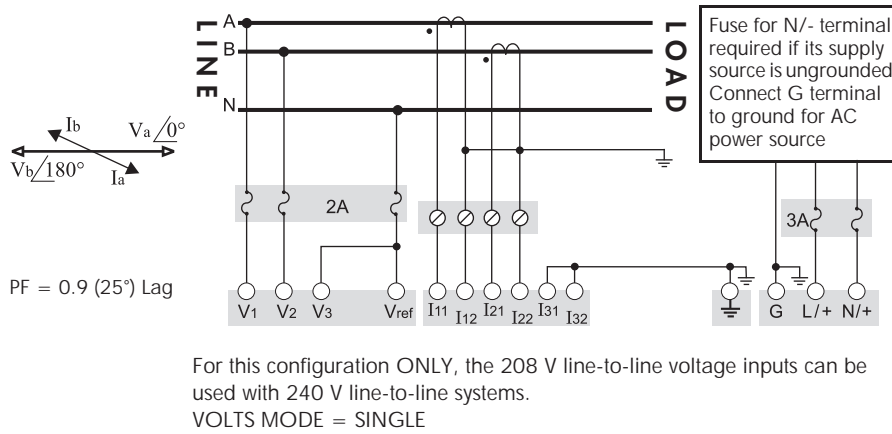 A
B
N
LINE
LOAD
Fuse for N/- terminal
required if its supply
source is ungrounded
Connect G terminal
to ground for AC
power source
Ib
Va /0°
Vb/180°
Ia
2A
3A
PF = 0.9 (25°) Lag
V1 V2 V3 Vref I11 I12 I21 I22 I31 I32 G L/+ N/+
For this configuration ONLY, the 208 V line-to-line voltage inputs can be
used with 240 V line-to-line systems.
VOLTS MODE = SINGLE